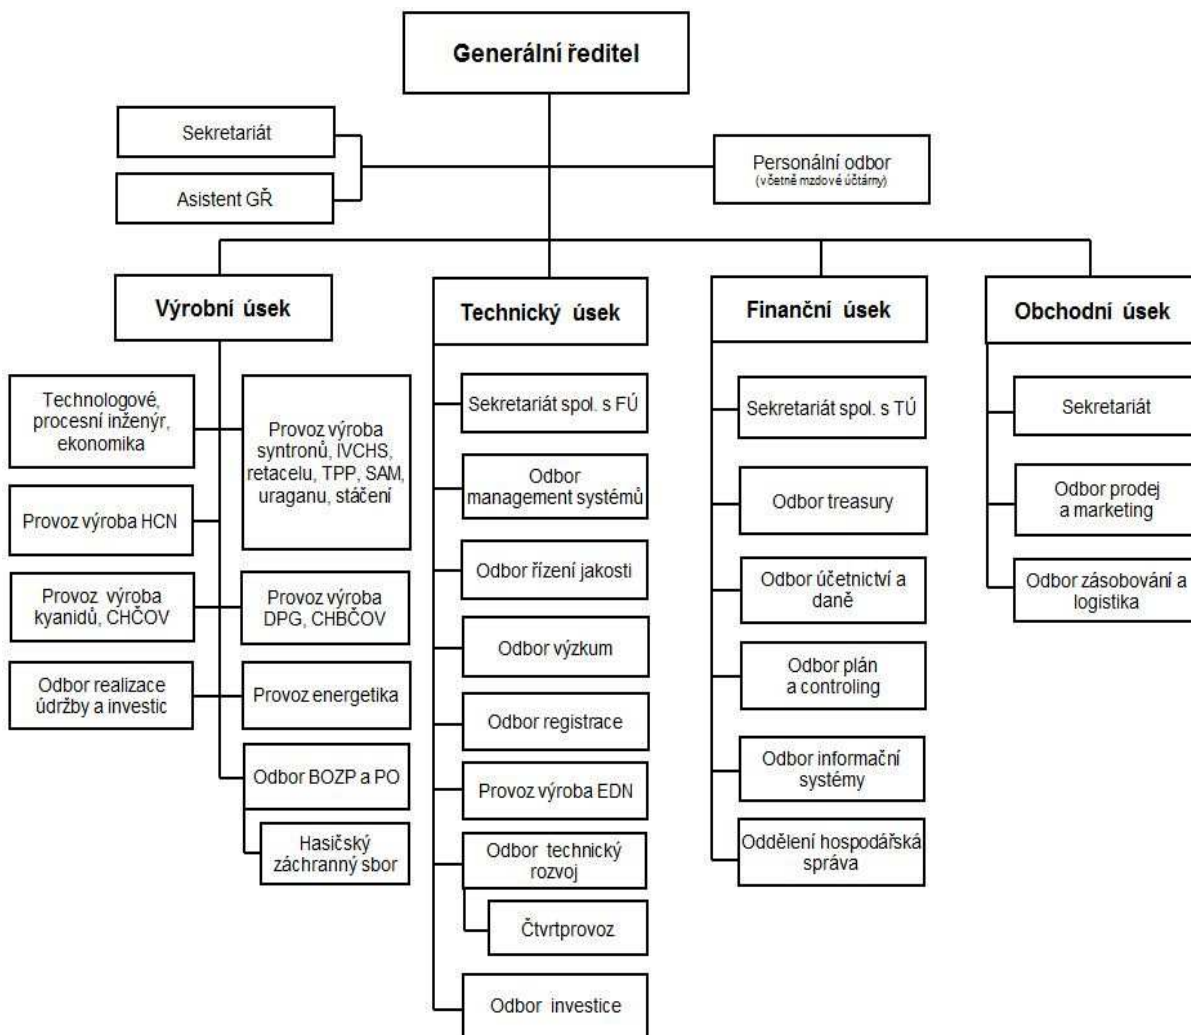 Generální ředitel
Sekretariát
Asistent GŘ
Personální odbor
(včetně mzdové účtárny)
Výrobní úsek
Technologové,
procesní inženýr,
ekonomika
Provoz výroba
syntronů, IVCHS,
retacelu, TPP, SAM,
uraganu, stáčení
Provoz výroba HCN
Provoz výroba
kyanidů, CHČOV
Provoz výroba
DPG, CHBČOV
Odbor realizace
údržby a investic
Provoz energetika
Odbor BOZP a PO
Hasičský
záchranný sbor
Technický úsek
Sekretariát spol. s FÚ
Odbor
management systémů
Odbor řízení jakosti
Odbor výzkum
Odbor registrace
Provoz výroba EDN
Odbor technický
rozvoj
Čtvrtprovoz
Odbor investice
Finanční úsek
Sekretariát spol. s TÚ
Odbor treasury
Odbor účetnictví a
daně
Odbor plán
a controling
Odbor informační
systémy
Oddělení hospodářská
správa
Obchodní úsek
Sekretariát
Odbor prodej
a marketing
Odbor zásobování a
logistika